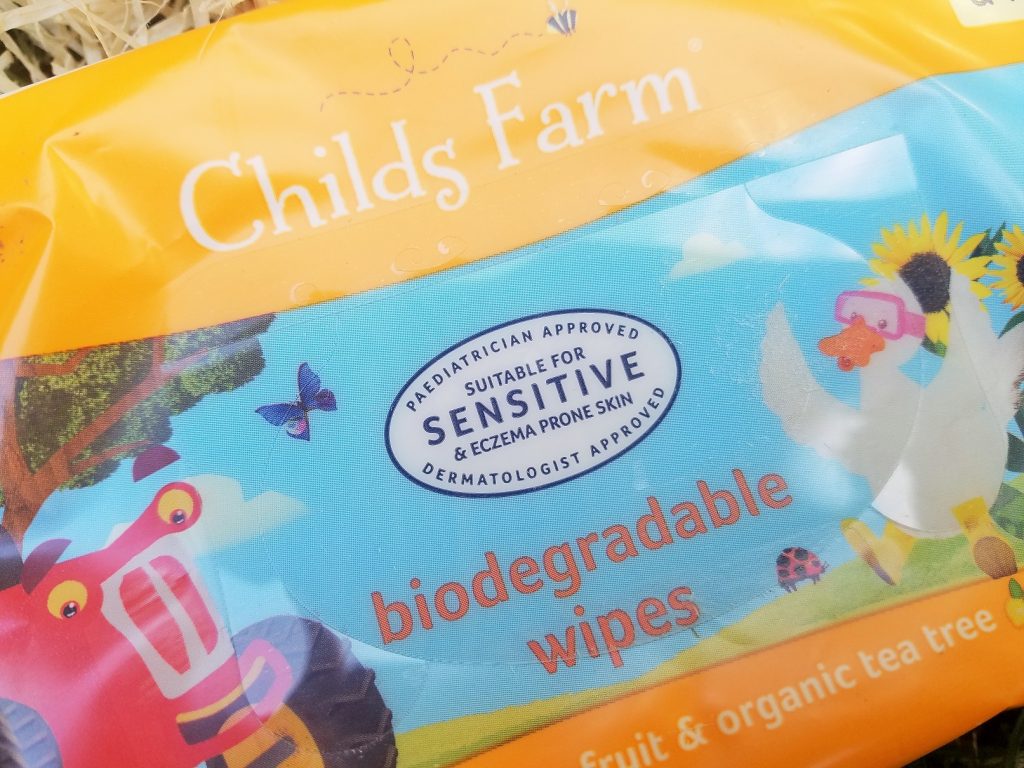 Childs Farm
PAEDIATRICIAN APPROVED
SUITABLE FOR
SENSITIVE
& ECZEMA PRONE SKIN
DERMATOLOGIST APPROVED
biodegradable
wipes
fruit & organic tea tree